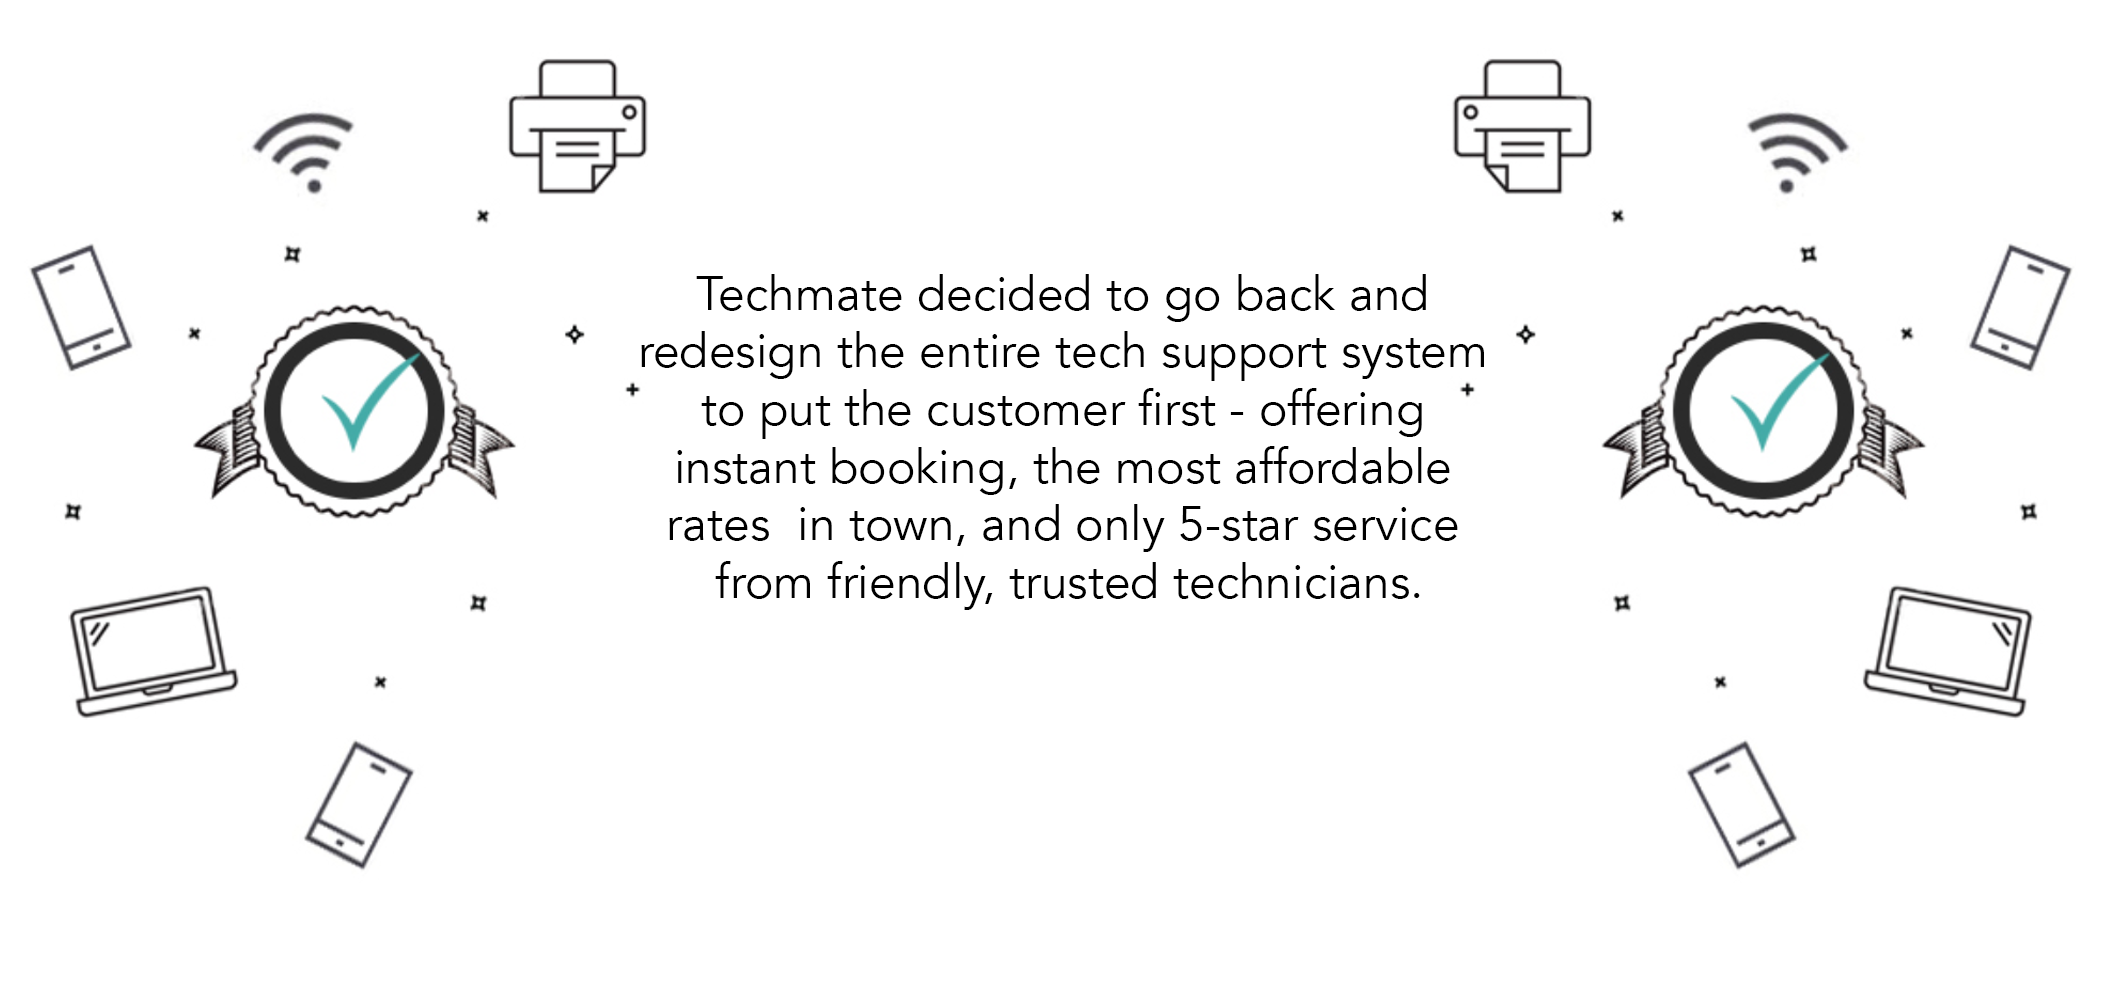 Techmate decided to go back and
redesign the entire tech support system
to put the customer first - offering
instant booking, the most affordable
rates  in town, and only 5-star service
from friendly, trusted technicians.